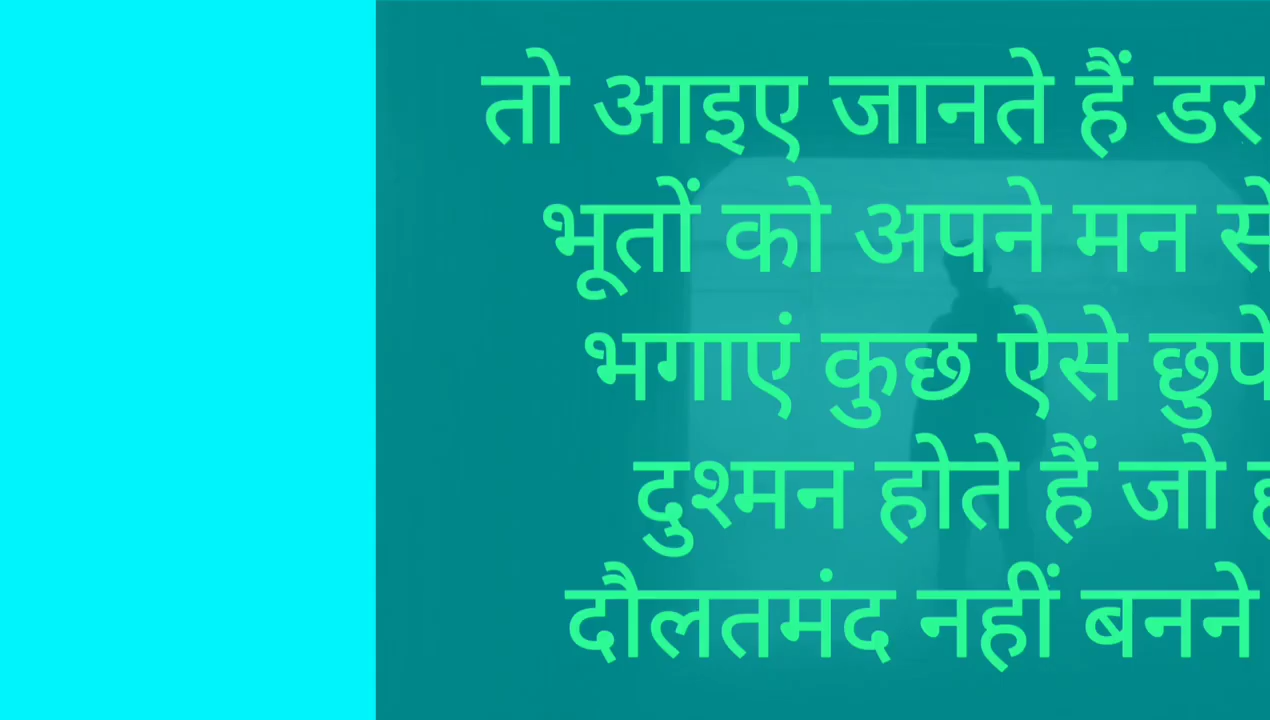 तो आइए जानते हैं डर
भूतों को अपने मन से
भगाएं कुछ ऐसे छुपे
दुश्मन होते हैं जो
दौलतमंद नहीं बनने